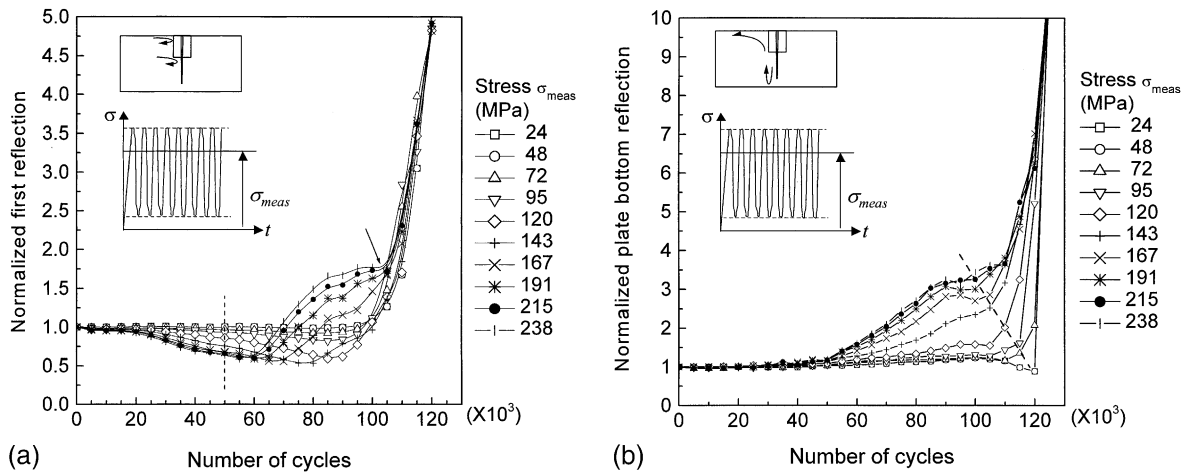 5.0
4.5
4.0
3.5
3.0
2.5
2.0
1.5
1.0
0.5
0.0
Normalized first reflection
σ
σmeas
t
0 20 40 60 80 100 120
(X10³)
Number of cycles
(a)
Stress σmeas
(MPa)
24
48
72
95
120
143
167
191
215
238
10
9
8
7
6
5
4
3
2
1
0
Normalized plate bottom reflection
σ
σmeas
t
0 20 40 60 80 100 120
(X10³)
Number of cycles
(b)
Stress σmeas
(MPa)
24
48
72
95
120
143
167
191
215
238